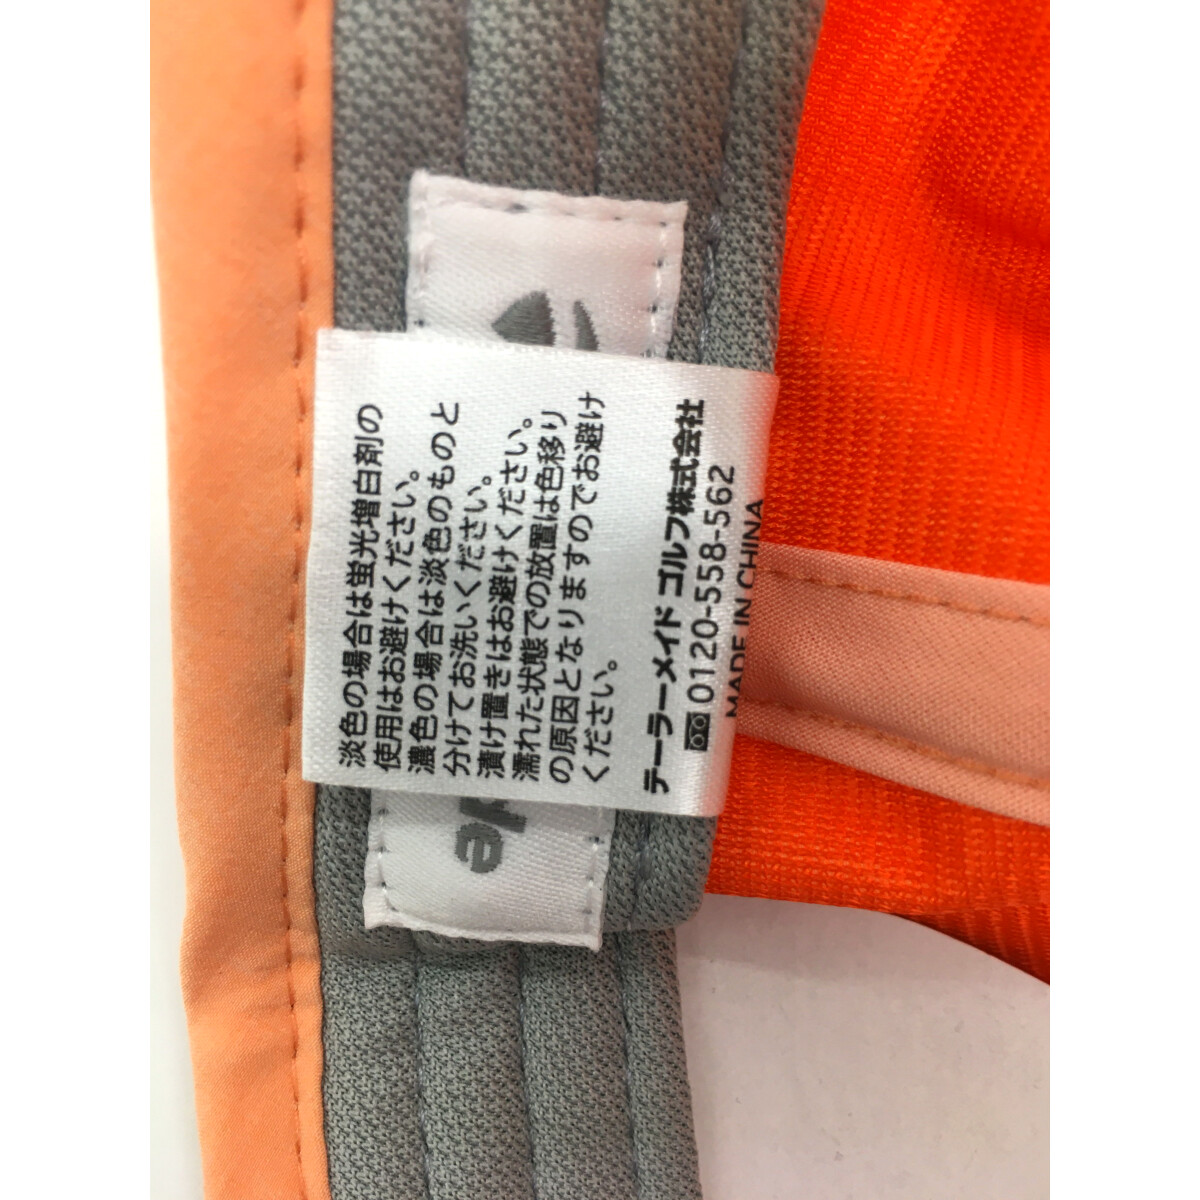 淡色の場合は蛍光増白剤の
使用はお避けください。
濃色の場合は淡色のものと
分けてお洗いください。
漬け置きはお避けください。
濡れた状態での放置は色移り
の原因となりますのでお避け
ください。
テーラーメイド ゴルフ株式会社
0120-558-562
MADE IN CHINA